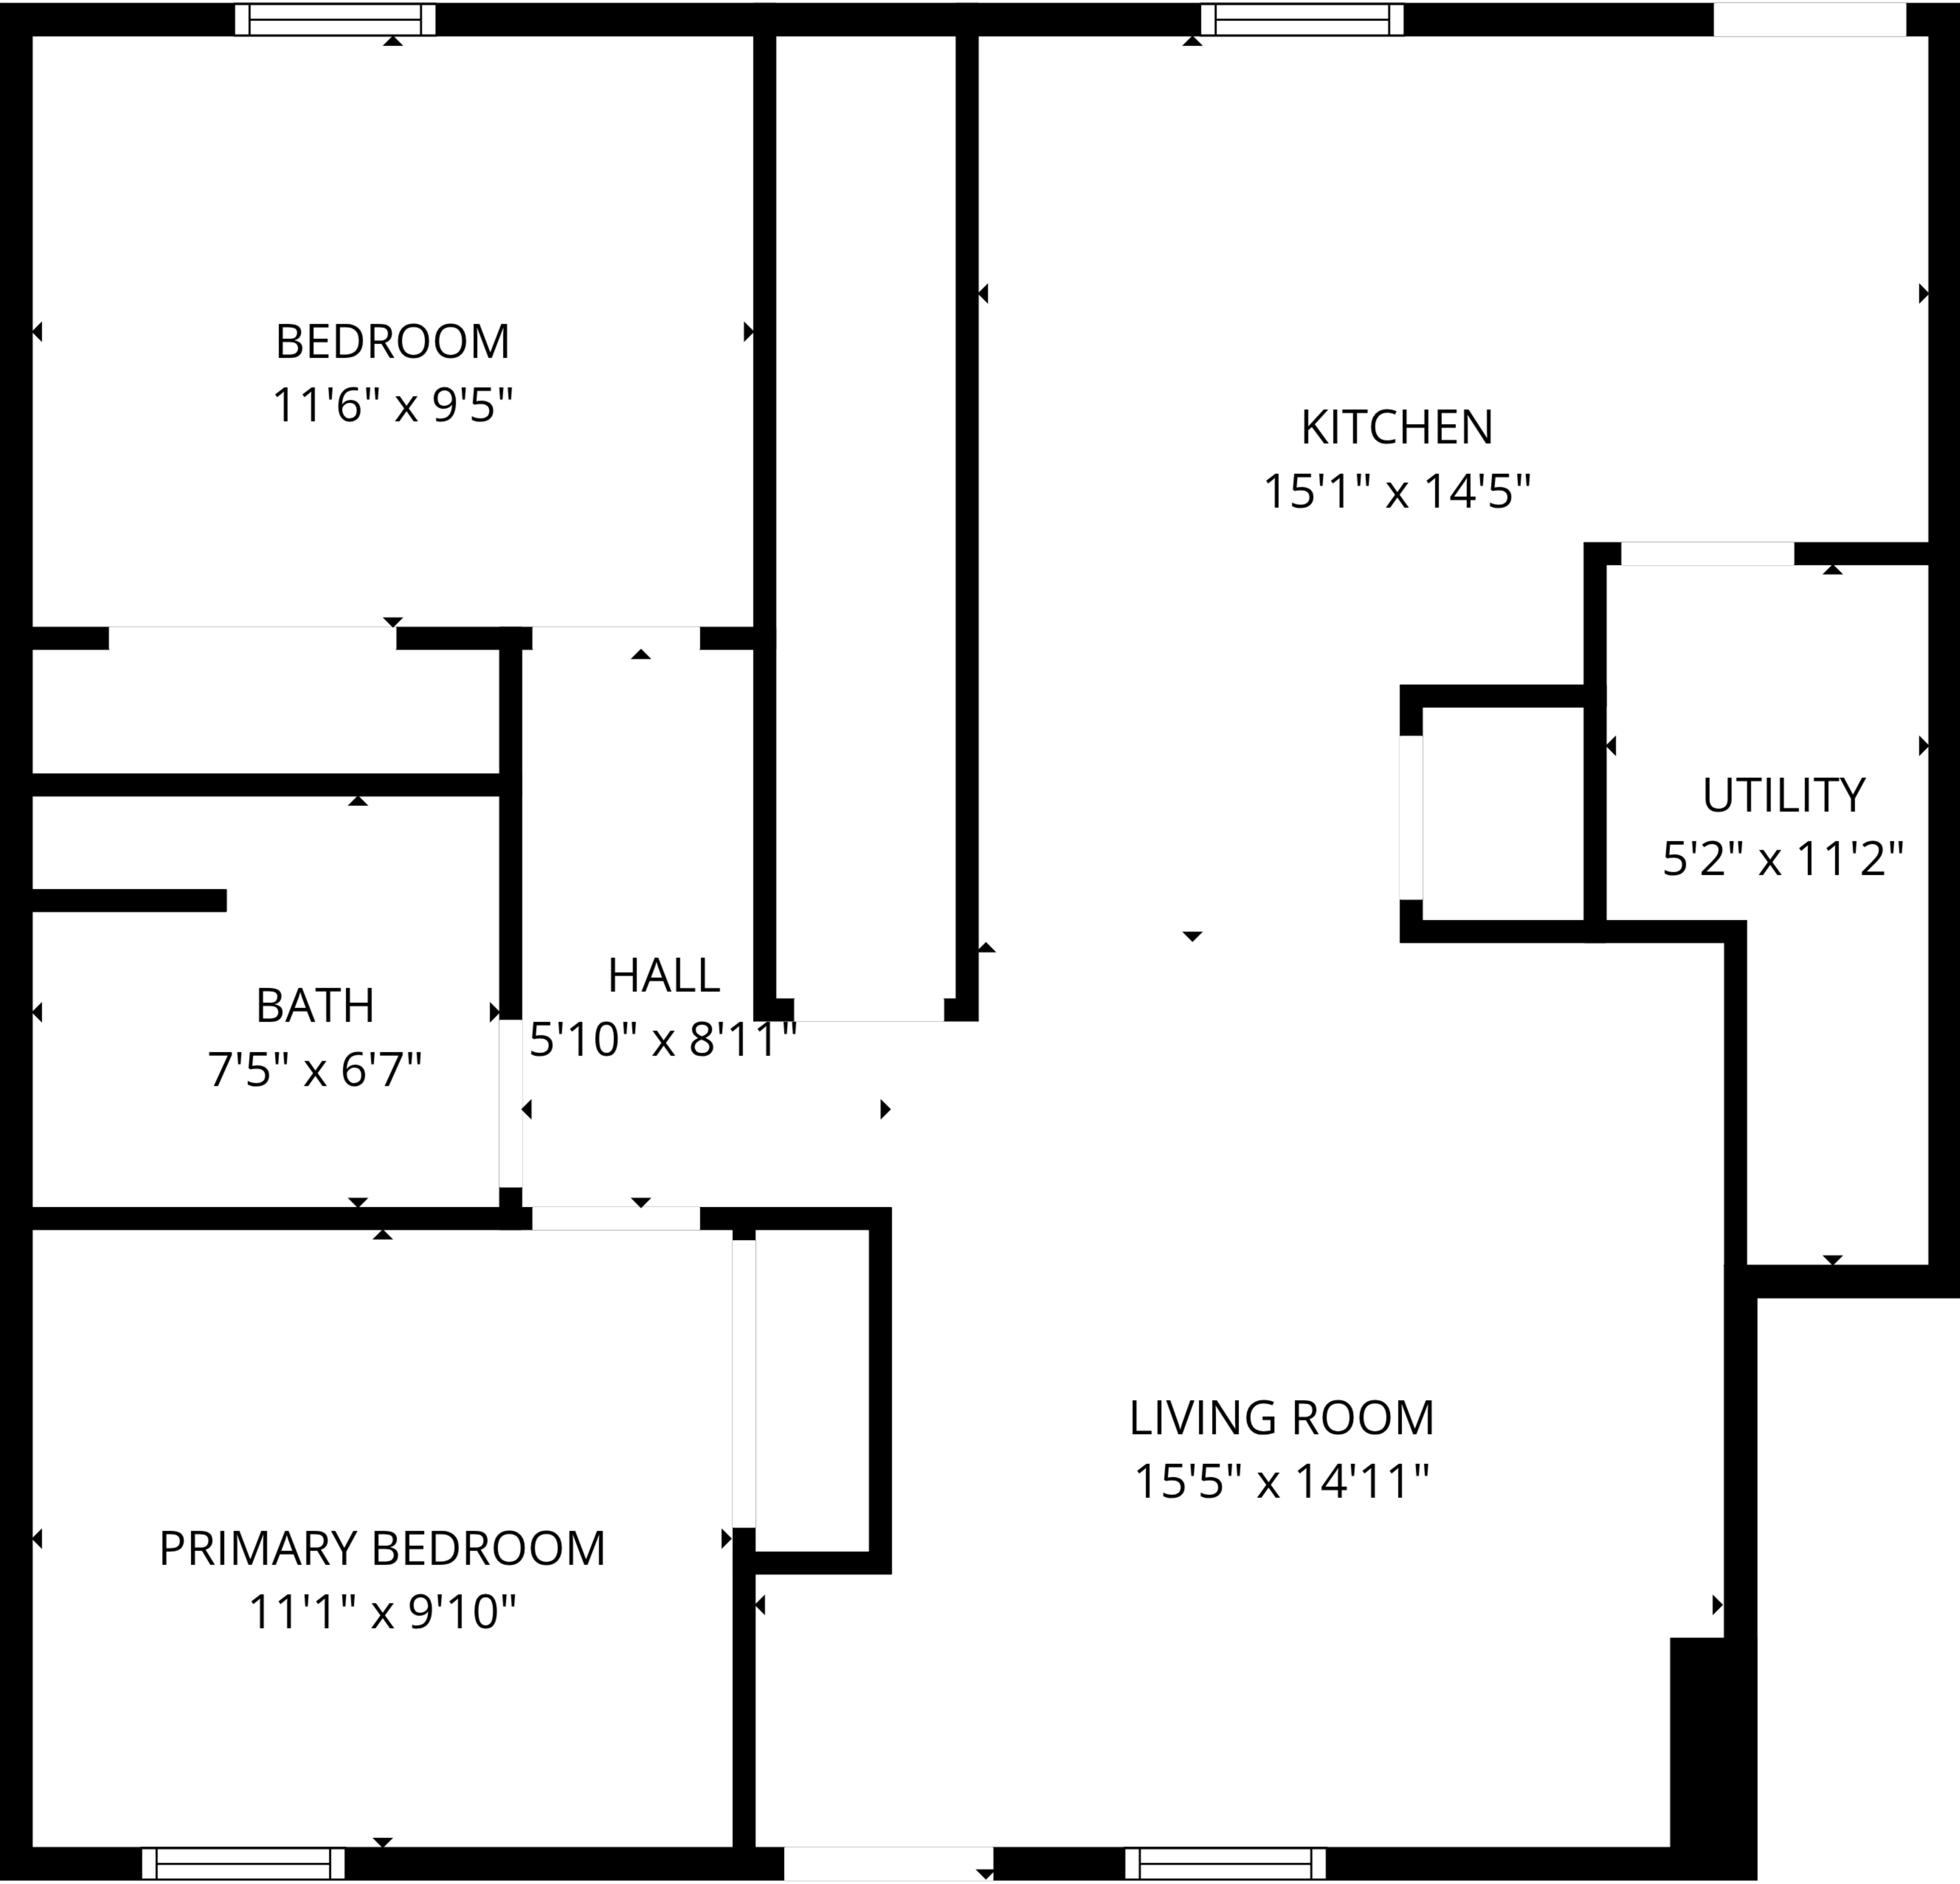 BEDROOM
11'6" x 9'5"
KITCHEN
15'1" x 14'5"
UTILITY
5'2" x 11'2"
HALL
5'10" x 8'11"
BATH
7'5" x 6'7"
LIVING ROOM
15'5" x 14'11"
PRIMARY BEDROOM
11'1" x 9'10"